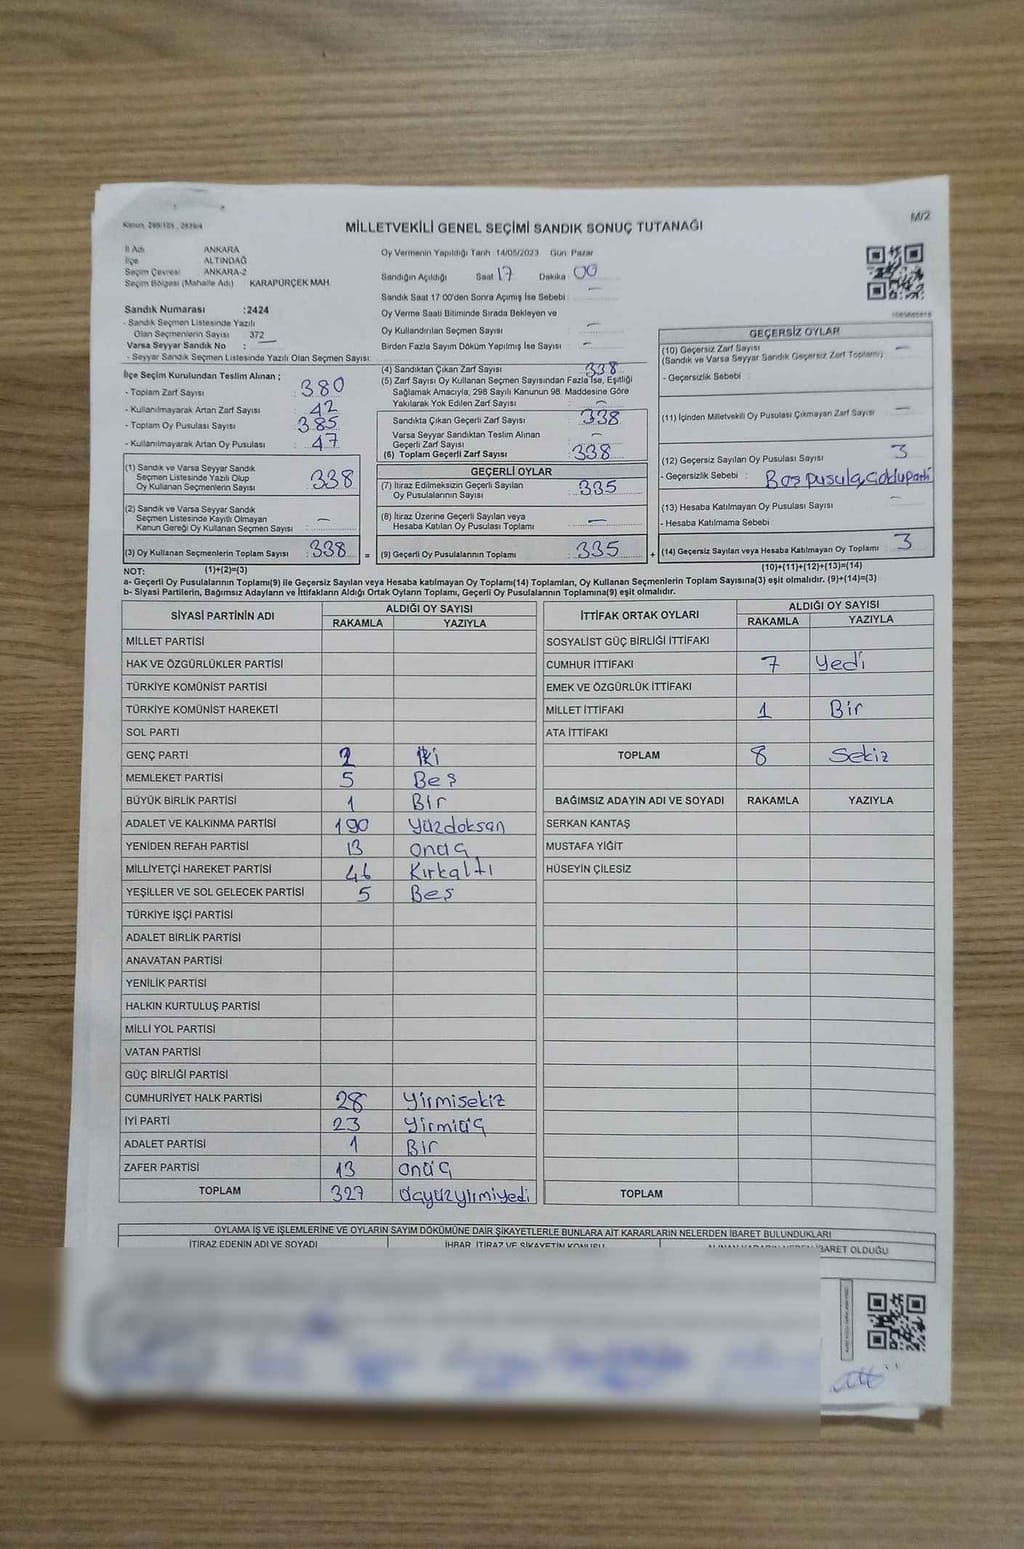 Kanun, 298/105 , 2839/4
M/2
MİLLETVEKİLİ GENEL SEÇİMİ SANDIK SONUÇ TUTANAĞI
İl Adı ANKARA
İlçe ALTINDAĞ
Seçim Çevresi ANKARA-2
Seçim Bölgesi (Mahalle Adı) KARAPÜRÇEK MAH.
Sandık Numarası :2424
- Sandık Seçmen Listesinde Yazılı
Olan Seçmenlerin Sayısı 372
Varsa Seyyar Sandık No : —
- Seyyar Sandık Seçmen Listesinde Yazılı Olan Seçmen Sayısı:
Oy Vermenin Yapıldığı Tarih 14/05/2023 Gün: Pazar
Sandığın Açıldığı Saat 17 Dakika 00
Sandık Saat 17 00'den Sonra Açımış İse Sebebi : —
Oy Verme Saati Bitiminde Sırada Bekleyen ve
Oy Kullandırılan Seçmen Sayısı : —
Birden Fazla Sayım Döküm Yapılmış İse Sayısı : —
İlçe Seçim Kurulundan Teslim Alınan ;
- Toplam Zarf Sayısı : 380
- Kullanılmayarak Artan Zarf Sayısı : 42
- Toplam Oy Pusulası Sayısı : 385
- Kullanılmayarak Artan Oy Pusulası : 47
(1) Sandık ve Varsa Seyyar Sandık
Seçmen Listesinde Yazılı Olup
Oy Kullanan Seçmenlerin Sayısı : 338
(2) Sandık ve Varsa Seyyar Sandık
Seçmen Listesinde Kayıtlı Olmayan
Kanun Gereği Oy Kullanan Seçmen Sayısı : —
(3) Oy Kullanan Seçmenlerin Toplam Sayısı : 338 =
(4) Sandıktan Çıkan Zarf Sayısı : 338
(5) Zarf Sayısı Oy Kullanan Seçmen Sayısından Fazla İse, Eşitliği
Sağlamak Amacıyla, 298 Sayılı Kanunun 98. Maddesine Göre
Yakılarak Yok Edilen Zarf Sayısı : —
Sandıkta Çıkan Geçerli Zarf Sayısı : 338
Varsa Seyyar Sandıktan Teslim Alınan
Geçerli Zarf Sayısı : —
(6) Toplam Geçerli Zarf Sayısı : 338
GEÇERLİ OYLAR
(7) İtiraz Edilmeksizin Geçerli Sayılan
Oy Pusulalarının Sayısı : 335
(8) İtiraz Üzerine Geçerli Sayılan veya
Hesaba Katılan Oy Pusulası Toplamı : —
(9) Geçerli Oy Pusulalarının Toplamı : 335 +
GEÇERSİZ OYLAR
(10) Geçersiz Zarf Sayısı : —
(Sandık ve Varsa Seyyar Sandık Geçersiz Zarf Toplamı)
- Geçersizlik Sebebi :
(11) İçinden Milletvekili Oy Pusulası Çıkmayan Zarf Sayısı : —
(12) Geçersiz Sayılan Oy Pusulası Sayısı : 3
- Geçersizlik Sebebi : Boş pusula, çoklu parti
(13) Hesaba Katılmayan Oy Pusulası Sayısı : —
- Hesaba Katılmama Sebebi :
(14) Geçersiz Sayılan veya Hesaba Katılmayan Oy Toplamı : 3
NOT: (1)+(2)=(3) (10)+(11)+(12)+(13)=(14)
a- Geçerli Oy Pusulalarının Toplamı(9) ile Geçersiz Sayılan veya Hesaba katılmayan Oy Toplamı(14) Toplamları, Oy Kullanan Seçmenlerin Toplam Sayısına(3) eşit olmalıdır. (9)+(14)=(3)
b- Siyasi Partilerin, Bağımsız Adayların ve İttifakların Aldığı Ortak Oyların Toplamı, Geçerli Oy Pusulalarının Toplamına(9) eşit olmalıdır.
SİYASİ PARTİNİN ADI ALDIĞI OY SAYISI
RAKAMLA YAZIYLA
MİLLET PARTİSİ
HAK VE ÖZGÜRLÜKLER PARTİSİ
TÜRKİYE KOMÜNİST PARTİSİ
TÜRKİYE KOMÜNİST HAREKETİ
SOL PARTİ
GENÇ PARTİ 2 İki
MEMLEKET PARTİSİ 5 Beş
BÜYÜK BİRLİK PARTİSİ 1 Bir
ADALET VE KALKINMA PARTİSİ 190 Yüzdoksan
YENİDEN REFAH PARTİSİ 13 onüç
MİLLİYETÇİ HAREKET PARTİSİ 46 Kırkaltı
YEŞİLLER VE SOL GELECEK PARTİSİ 5 Beş
TÜRKİYE İŞÇİ PARTİSİ
ADALET BİRLİK PARTİSİ
ANAVATAN PARTİSİ
YENİLİK PARTİSİ
HALKIN KURTULUŞ PARTİSİ
MİLLİ YOL PARTİSİ
VATAN PARTİSİ
GÜÇ BİRLİĞİ PARTİSİ
CUMHURİYET HALK PARTİSİ 28 Yirmisekiz
İYİ PARTİ 23 Yirmiüç
ADALET PARTİSİ 1 Bir
ZAFER PARTİSİ 13 onüç
TOPLAM 327 üçyüzyirmiyedi
İTTİFAK ORTAK OYLARI ALDIĞI OY SAYISI
RAKAMLA YAZIYLA
SOSYALİST GÜÇ BİRLİĞİ İTTİFAKI
CUMHUR İTTİFAKI 7 Yedi
EMEK VE ÖZGÜRLÜK İTTİFAKI
MİLLET İTTİFAKI 1 Bir
ATA İTTİFAKI
TOPLAM 8 Sekiz
BAĞIMSIZ ADAYIN ADI VE SOYADI RAKAMLA YAZIYLA
SERKAN KANTAŞ
MUSTAFA YİĞİT
HÜSEYİN ÇİLESİZ
TOPLAM
OYLAMA İŞ VE İŞLEMLERİNE VE OYLARIN SAYIM DÖKÜMÜNE DAİR ŞİKAYETLERLE BUNLARA AİT KARARLARIN NELERDEN İBARET BULUNDUKLARI
İTİRAZ EDENİN ADI VE SOYADI İHBAR, İTİRAZ VE ŞİKAYETİN KONUSU İBARET OLDUĞU